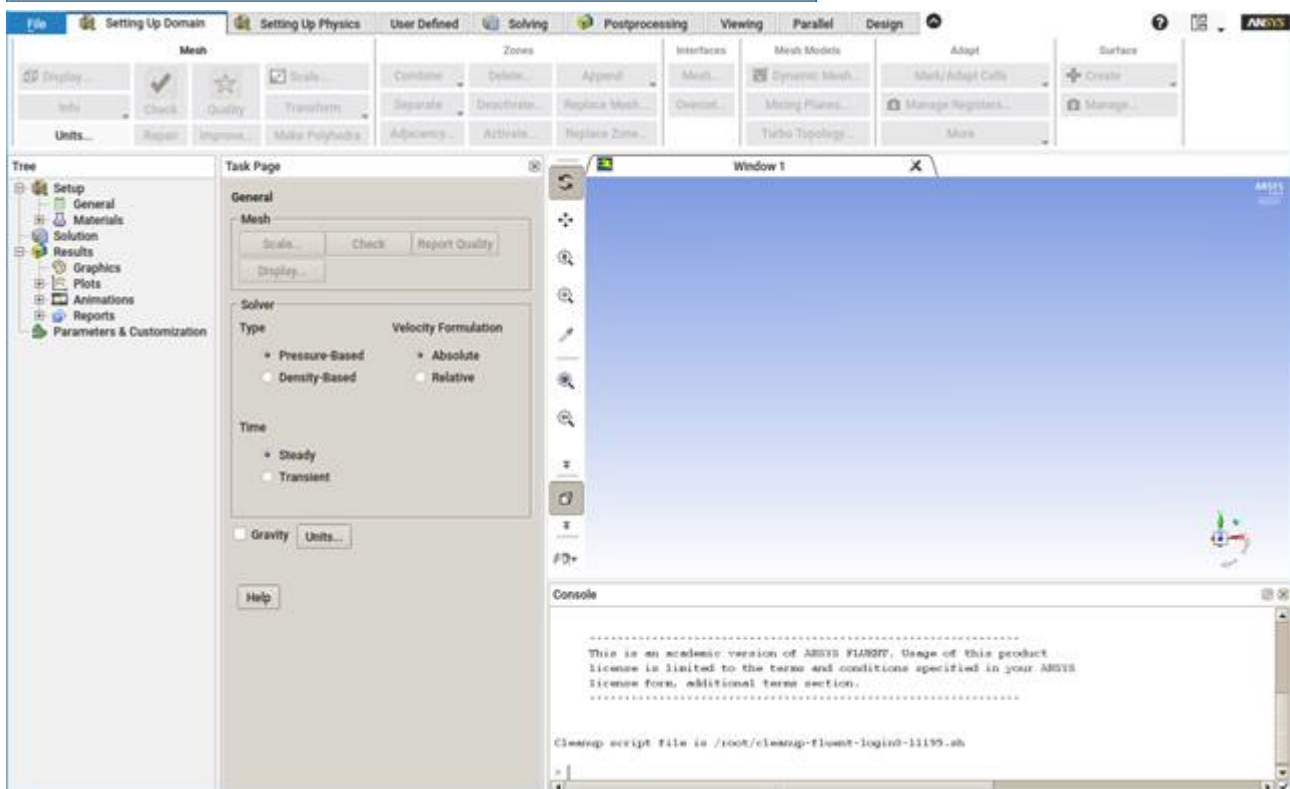 File Setting Up Domain Setting Up Physics User Defined Solving Postprocessing Viewing Parallel Design ANSYS
Mesh Zones Interfaces Mesh Models Adapt Surface
Display... Scale... Combine Delete... Append Mesh... Dynamic Mesh... Mark/Adapt Cells Create
Info Check Quality Transform Separate Deactivate... Replace Mesh... Overset... Mixing Planes... Manage Registers... Manage...
Units... Repair Improve... Make Polyhedra Adjacency... Activate... Replace Zone... Turbo Topology... More
Tree
Setup
General
Materials
Solution
Results
Graphics
Plots
Animations
Reports
Parameters & Customization
Task Page
General
Mesh
Scale... Check Report Quality
Display...
Solver
Type Velocity Formulation
Pressure-Based Absolute
Density-Based Relative
Time
Steady
Transient
Gravity Units...
Help
Window 1
ANSYS
Console
This is an academic version of ANSYS FLUENT. Usage of this product
license is limited to the terms and conditions specified in your ANSYS
license form, additional terms section.
Cleanup script file is /root/cleanup-fluent-login0-11195.sh
>